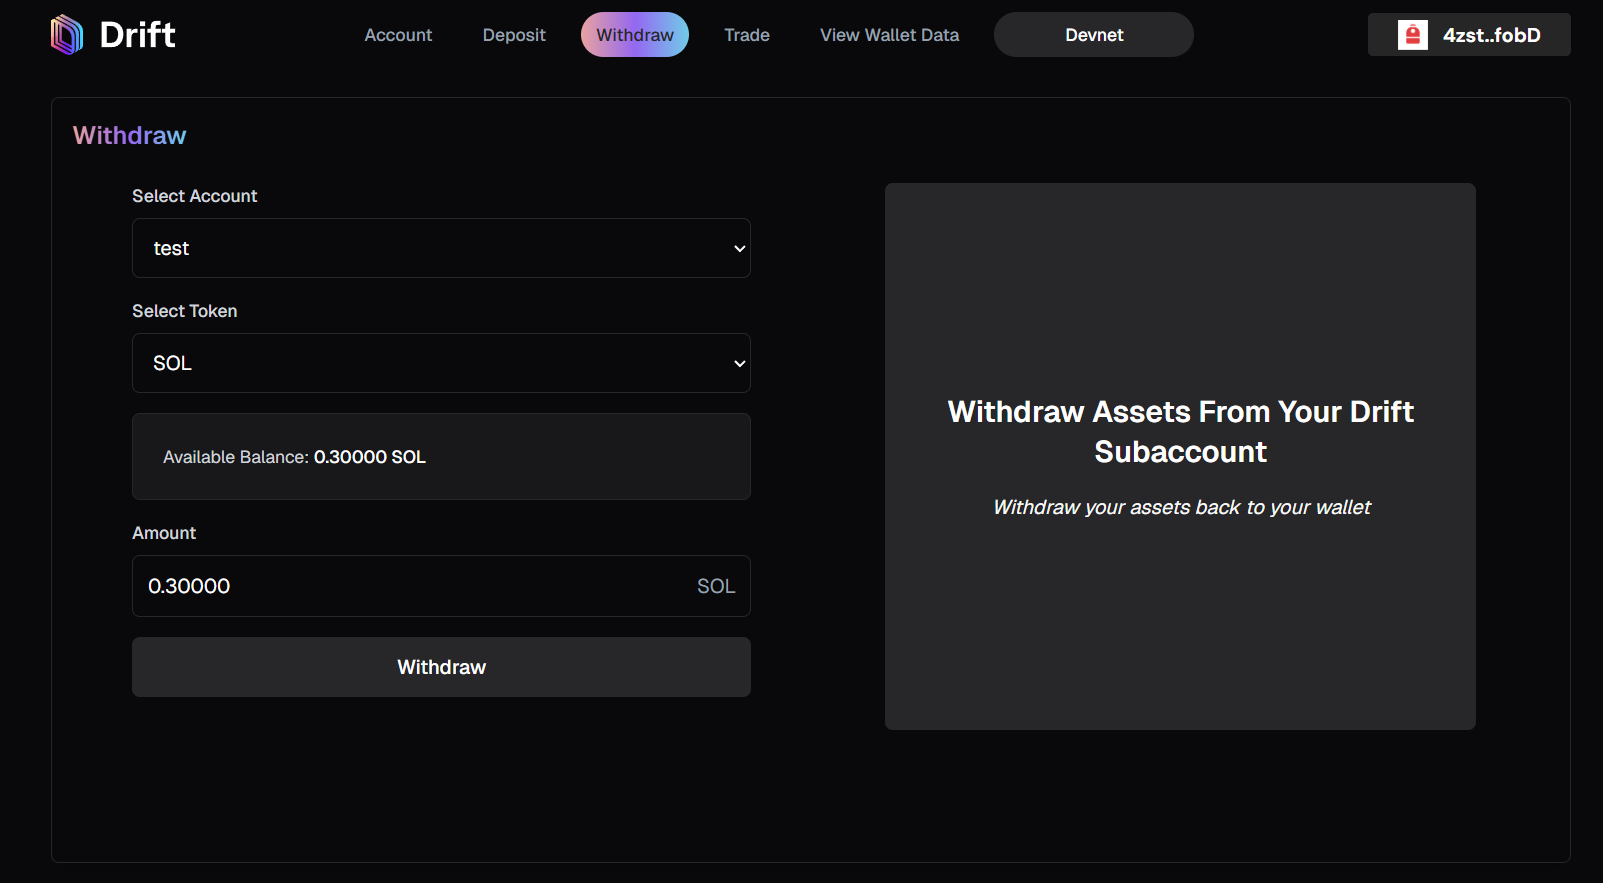 Drift
Account
Deposit
Withdraw
Trade
View Wallet Data
Devnet
4zst..fobD
Withdraw
Select Account
test
Select Token
SOL
Available Balance: 0.30000 SOL
Amount
0.30000
SOL
Withdraw
Withdraw Assets From Your Drift
Subaccount
Withdraw your assets back to your wallet